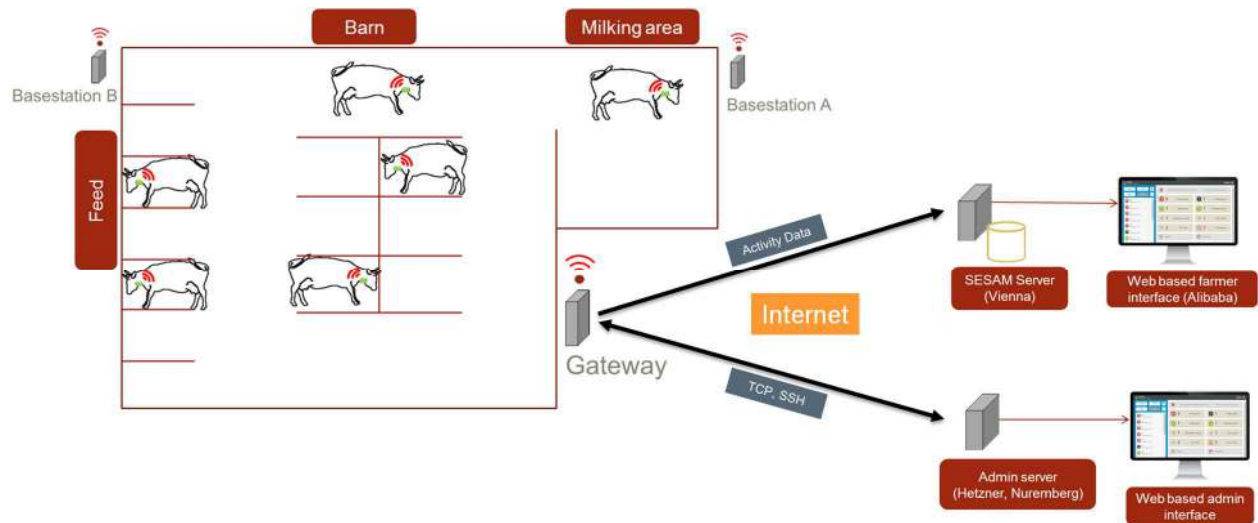 Barn
Milking area
Basestation B
Basestation A
Feed
Activity Data
SESAM Server
(Vienna)
Web based farmer
interface (Alibaba)
Internet
Gateway
TCP, SSH
Admin server
(Hetzner, Nuremberg)
Web based admin
interface